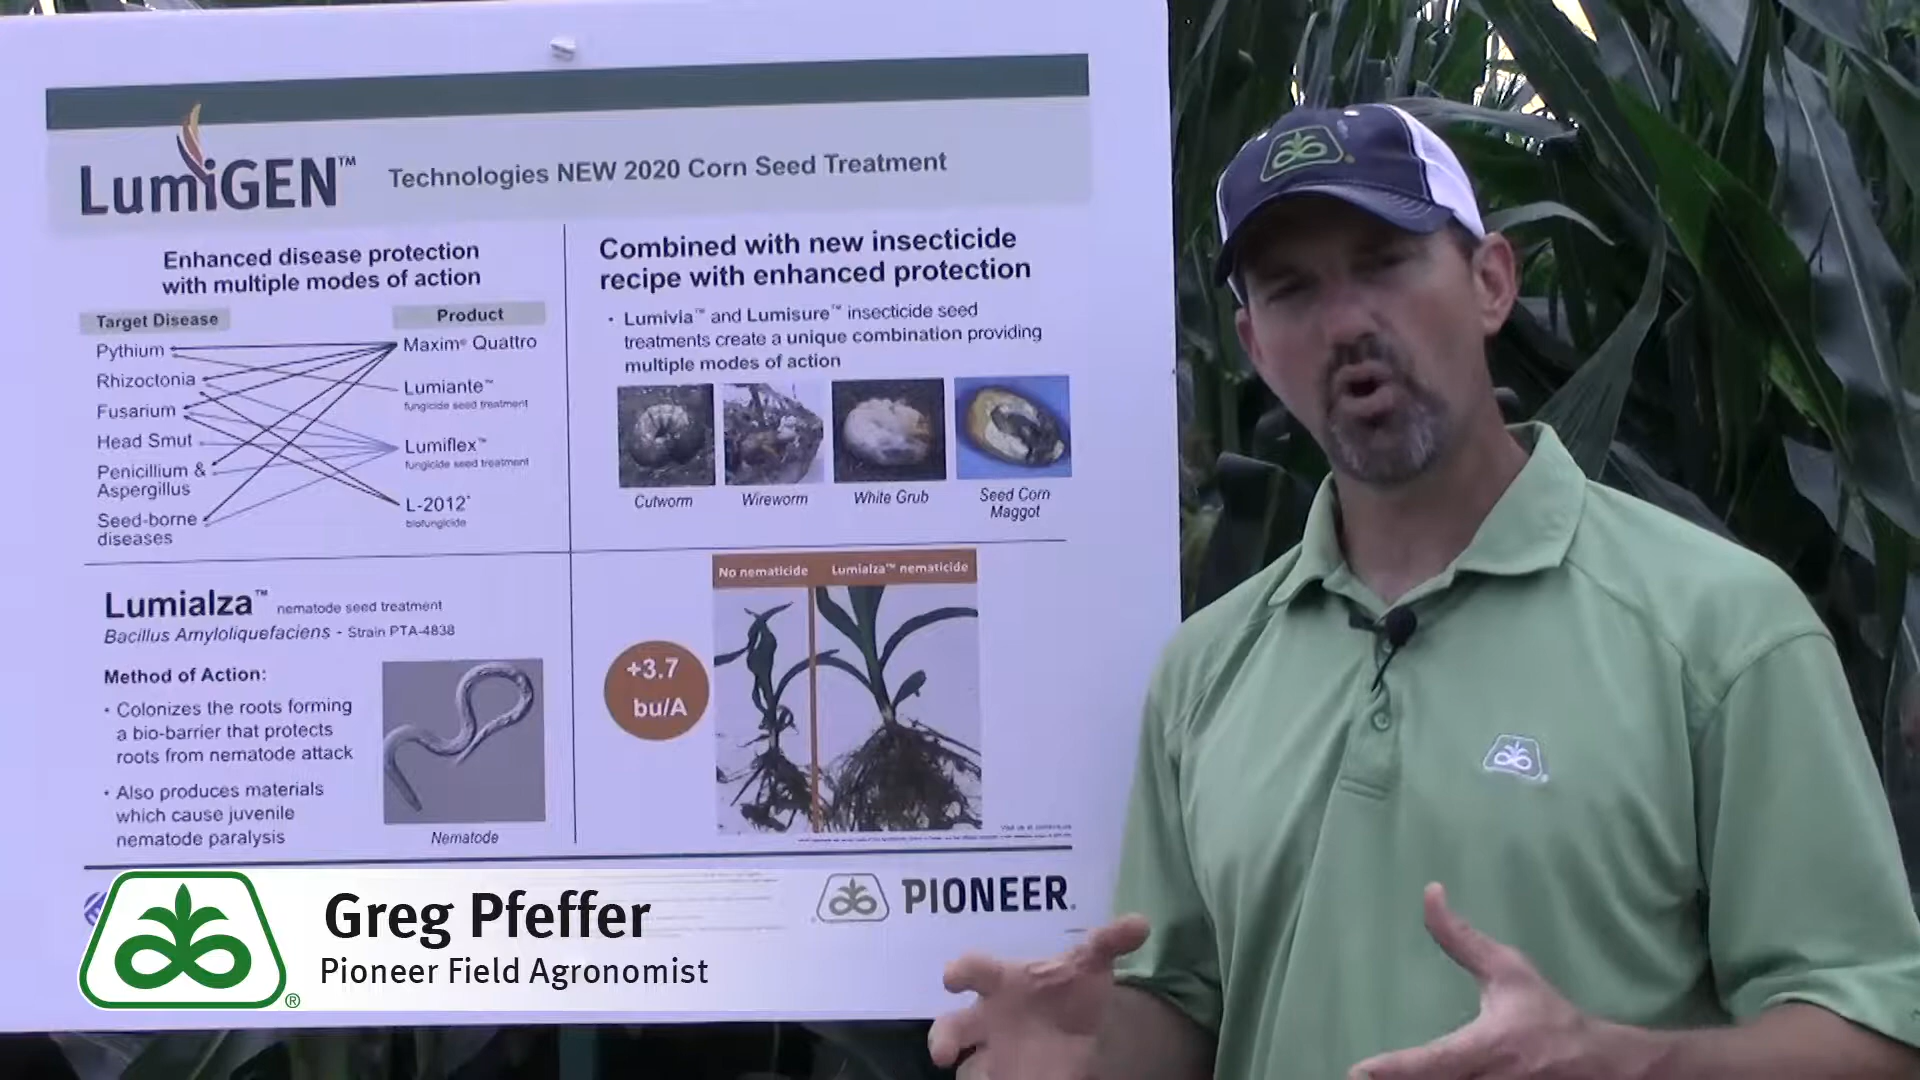 LumiGEN™ Technologies NEW 2020 Corn Seed Treatment
Enhanced disease protection
with multiple modes of action
Target Disease
Product
Pythium
Maxim® Quattro
Rhizoctonia
Lumiante™
fungicide seed treatment
Fusarium
Head Smut
Lumiflex™
fungicide seed treatment
Penicillium &
Aspergillus
L-2012
biofungicide
Seed-borne
diseases
Combined with new insecticide
recipe with enhanced protection
• Lumivia™ and Lumisure™ insecticide seed
treatments create a unique combination providing
multiple modes of action
Cutworm
Wireworm
White Grub
Seed Corn
Maggot
Lumialza™ nematode seed treatment
Bacillus Amyloliquefaciens - Strain PTA-4838
Method of Action:
• Colonizes the roots forming
a bio-barrier that protects
roots from nematode attack
• Also produces materials
which cause juvenile
nematode paralysis
Nematode
No nematicide
Lumialza™ nematicide
+3.7
bu/A
PIONEER.
Greg Pfeffer
Pioneer Field Agronomist
®